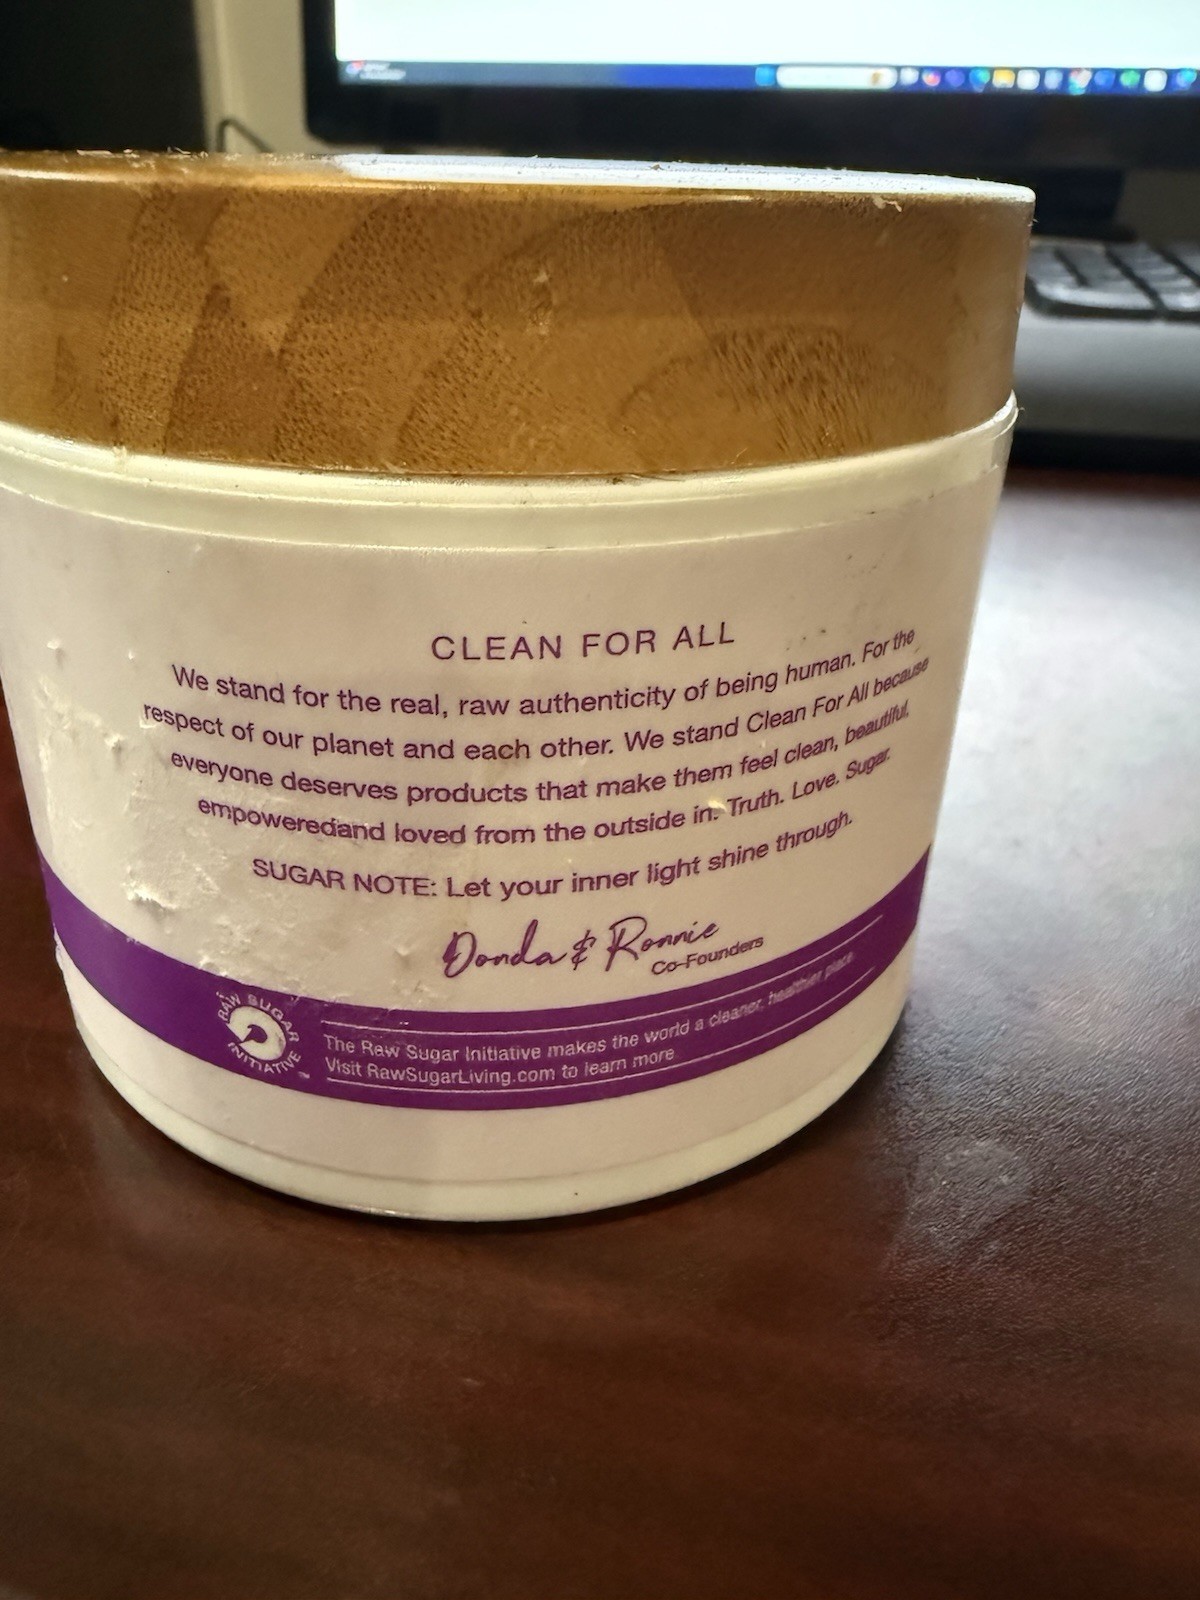 CLEAN FOR ALL
We stand for the real, raw authenticity of being human. For the
respect of our planet and each other. We stand Clean For All because
everyone deserves products that make them feel clean, beautiful,
empoweredand loved from the outside in. Truth. Love. Sugar.
SUGAR NOTE: Let your inner light shine through.
Donda & Ronnie
Co-Founders
RAW SUGAR INITIATIVE ™
The Raw Sugar Initiative makes the world a cleaner, healthier place
Visit RawSugarLiving.com to learn more